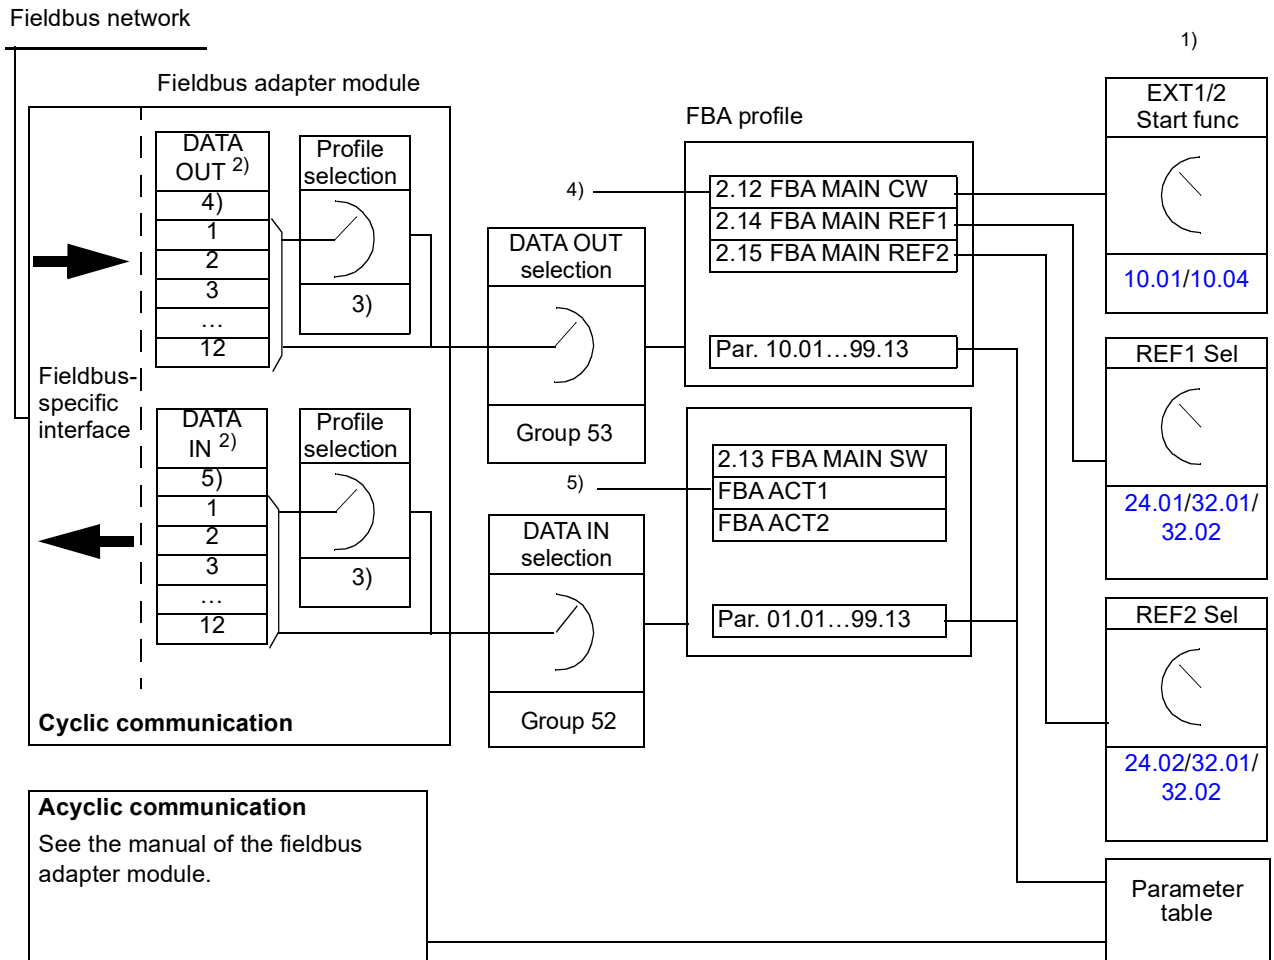 Fieldbus network
Fieldbus adapter module
Fieldbus-
specific
interface
DATA
OUT 2)
4)
1
2
3
…
12
Profile
selection
3)
DATA
IN 2)
5)
1
2
3
…
12
Profile
selection
3)
Cyclic communication
DATA OUT
selection
Group 53
DATA IN
selection
Group 52
FBA profile
4)
2.12 FBA MAIN CW
2.14 FBA MAIN REF1
2.15 FBA MAIN REF2
Par. 10.01…99.13
5)
2.13 FBA MAIN SW
FBA ACT1
FBA ACT2
Par. 01.01…99.13
1)
EXT1/2
Start func
10.01/10.04
REF1 Sel
24.01/32.01/
32.02
REF2 Sel
24.02/32.01/
32.02
Parameter
table
Acyclic communication
See the manual of the fieldbus
adapter module.